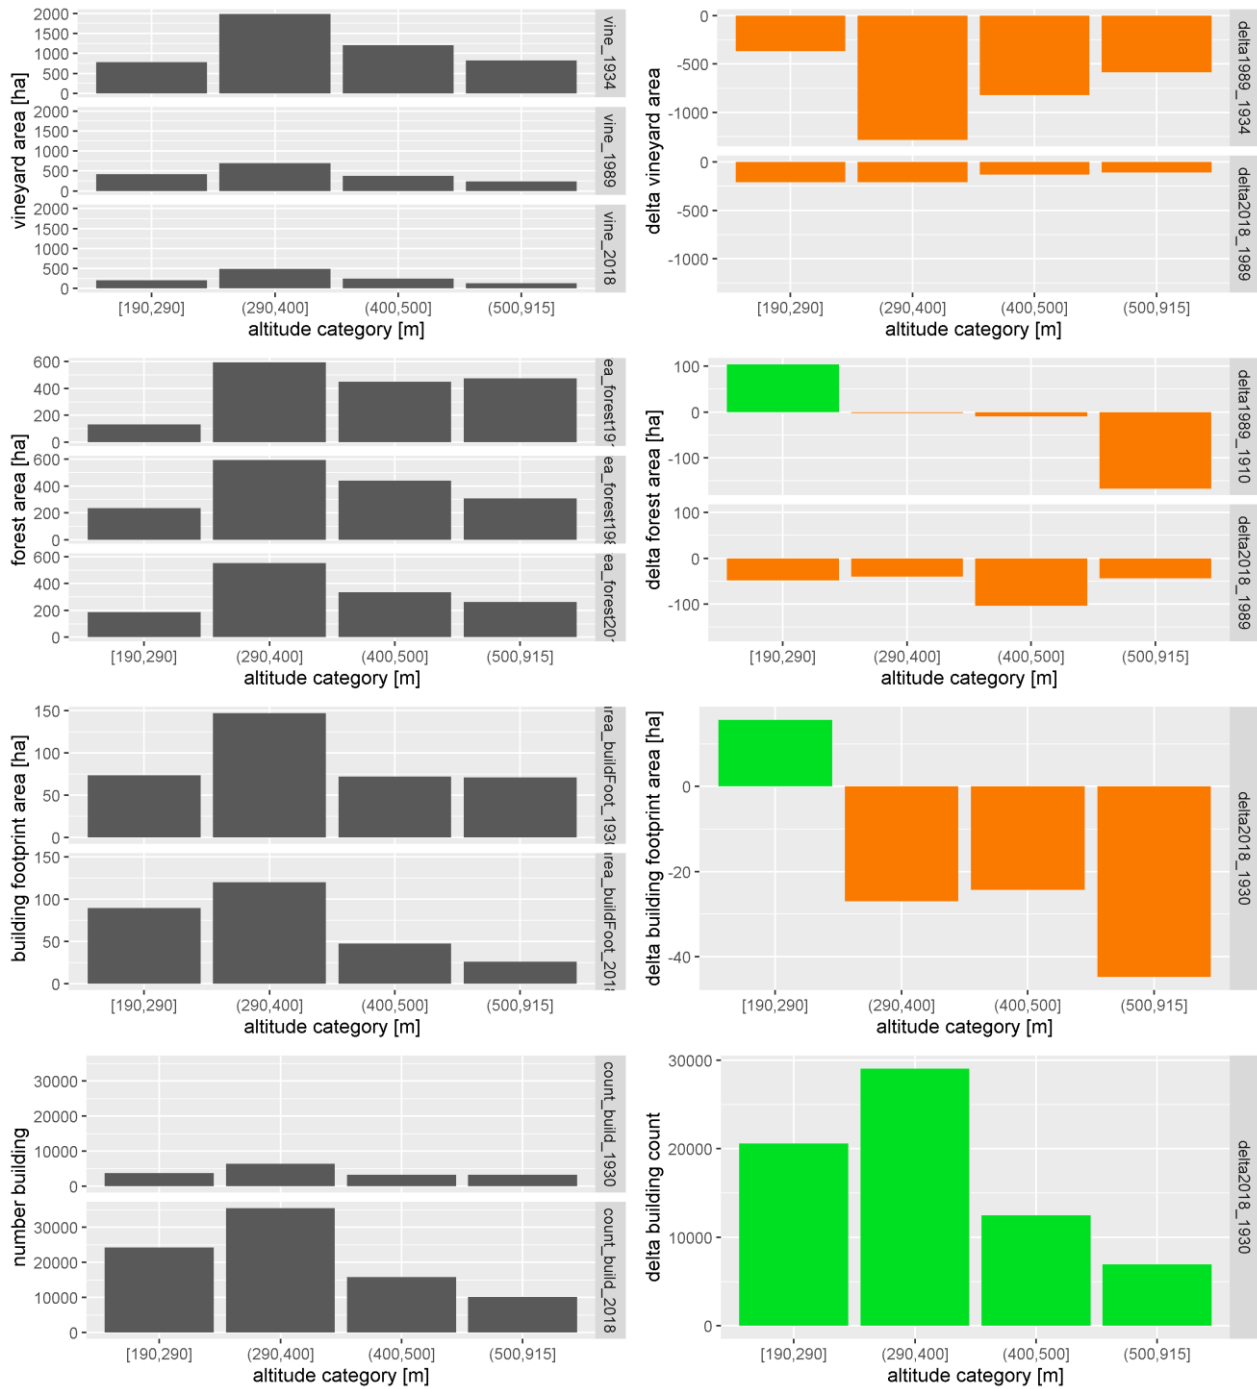 vineyard area [ha]
2000
1500
1000
500
0
vine_1934
2000
1500
1000
500
0
vine_1989
2000
1500
1000
500
0
vine_2018
[190,290] (290,400] (400,500] (500,915]
altitude category [m]
delta vineyard area
0
-500
-1000
delta1989_1934
0
-500
-1000
delta2018_1989
[190,290] (290,400] (400,500] (500,915]
altitude category [m]
forest area [ha]
600
400
200
0
ea_forest191
600
400
200
0
ea_forest198
600
400
200
0
ea_forest201
[190,290] (290,400] (400,500] (500,915]
altitude category [m]
delta forest area [ha]
100
0
-100
delta1989_1910
100
0
-100
delta2018_1989
[190,290] (290,400] (400,500] (500,915]
altitude category [m]
building footprint area [ha]
150
100
50
0
area_buildFoot_1930
150
100
50
0
area_buildFoot_2018
[190,290] (290,400] (400,500] (500,915]
altitude category [m]
delta building footprint area [ha]
0
-20
-40
delta2018_1930
[190,290] (290,400] (400,500] (500,915]
altitude category [m]
number building
30000
20000
10000
0
count_build_1930
30000
20000
10000
0
count_build_2018
[190,290] (290,400] (400,500] (500,915]
altitude category [m]
delta building count
30000
20000
10000
0
delta2018_1930
[190,290] (290,400] (400,500] (500,915]
altitude category [m]